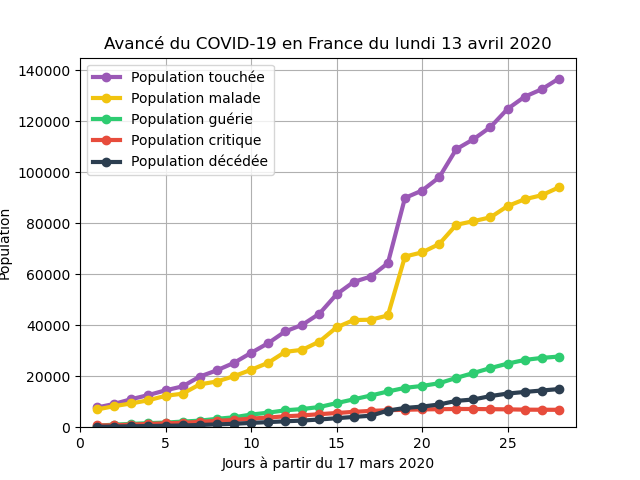 Avancé du COVID-19 en France du lundi 13 avril 2020
Population touchée
Population malade
Population guérie
Population critique
Population décédée
Population
140000
120000
100000
80000
60000
40000
20000
0
0 5 10 15 20 25
Jours à partir du 17 mars 2020